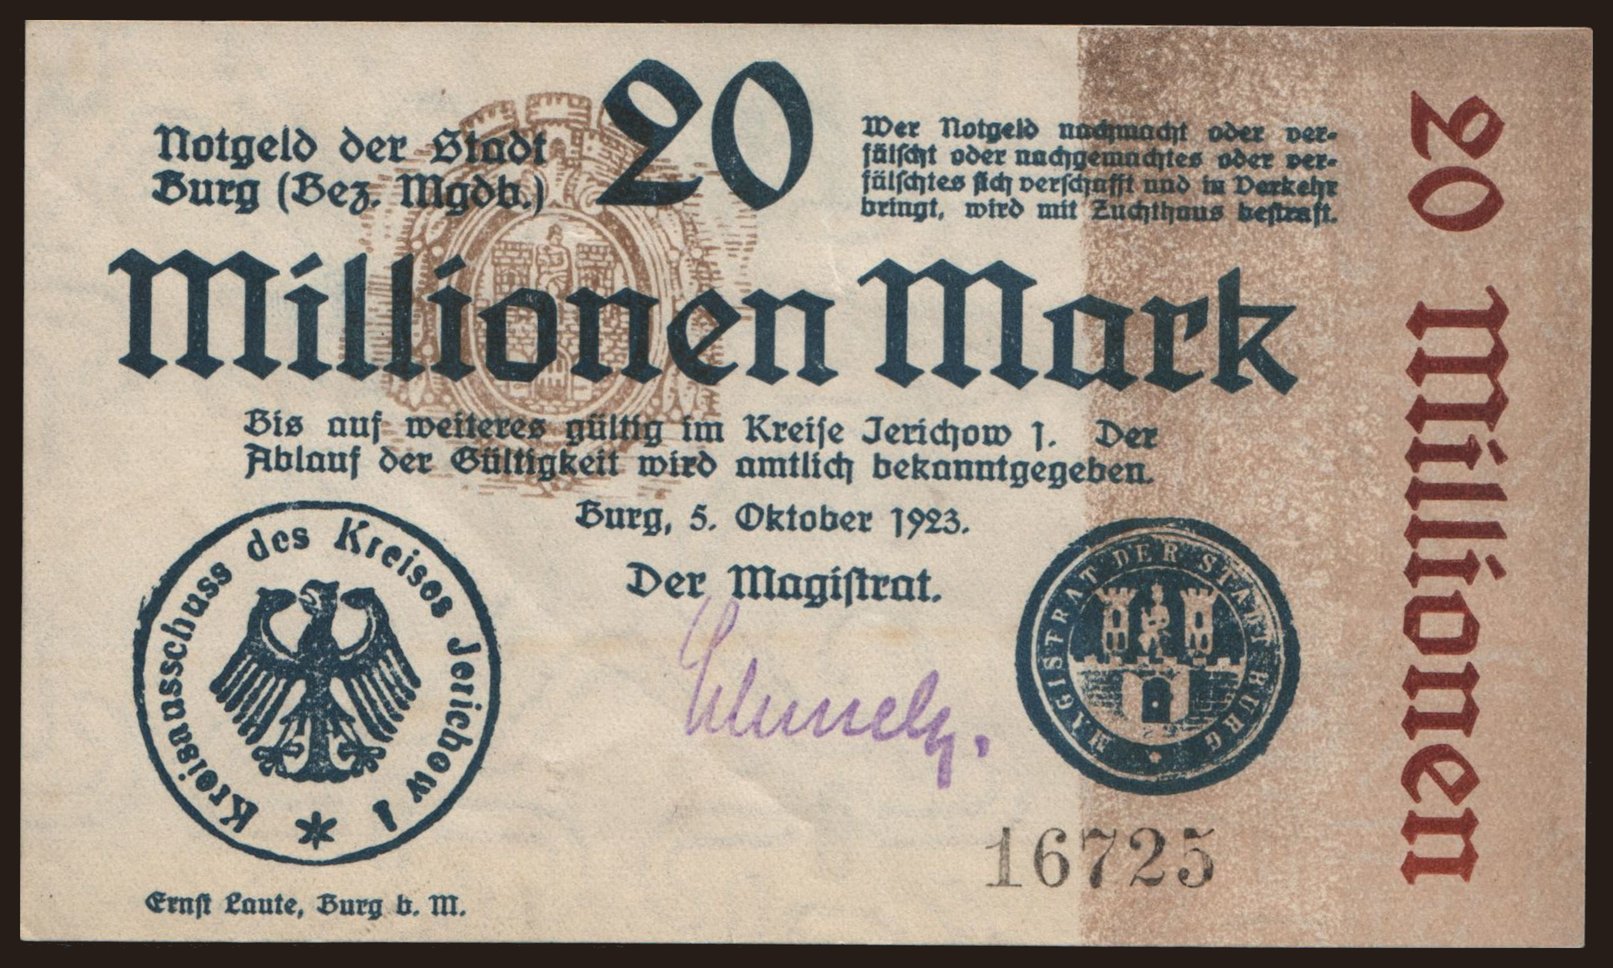 Notgeld der Stadt
Burg (Bez. Mgdb.)
20
Wer Notgeld nachmacht oder ver-
fälscht oder nachgemachtes oder ver-
fälschtes sich verschafft und in Verkehr
bringt, wird mit Zuchthaus bestraft.
Millionen Mark
Bis auf weiteres gültig im Kreise Jerichow 1. Der
Ablauf der Gültigkeit wird amtlich bekanntgegeben.
Burg, 5. Oktober 1923.
Der Magistrat.
Kreisausschuss des Kreises Jerichow I
MAGISTRAT DER STADT BURG
16725
Ernst Laute, Burg b. M.
20 Millionen